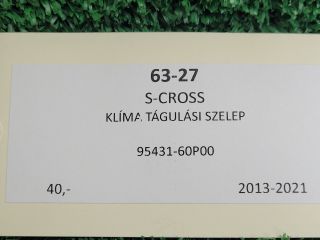 63-27
S-CROSS
KLÍMA TÁGULÁSI SZELEP
95431-60P00
40,- 2013-2021